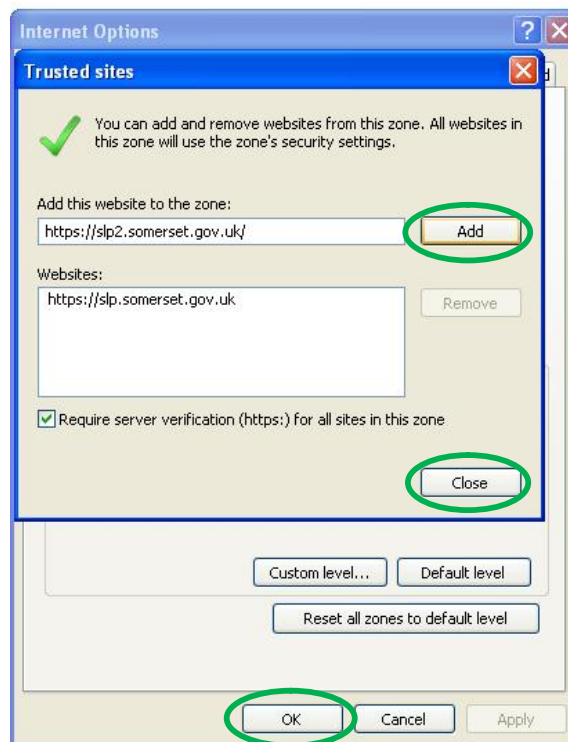 Internet Options
Trusted sites
You can add and remove websites from this zone. All websites in
this zone will use the zone's security settings.
Add this website to the zone:
https://slp2.somerset.gov.uk/
Add
Websites:
https://slp.somerset.gov.uk
Remove
Require server verification (https:) for all sites in this zone
Close
Custom level...
Default level
Reset all zones to default level
OK
Cancel
Apply